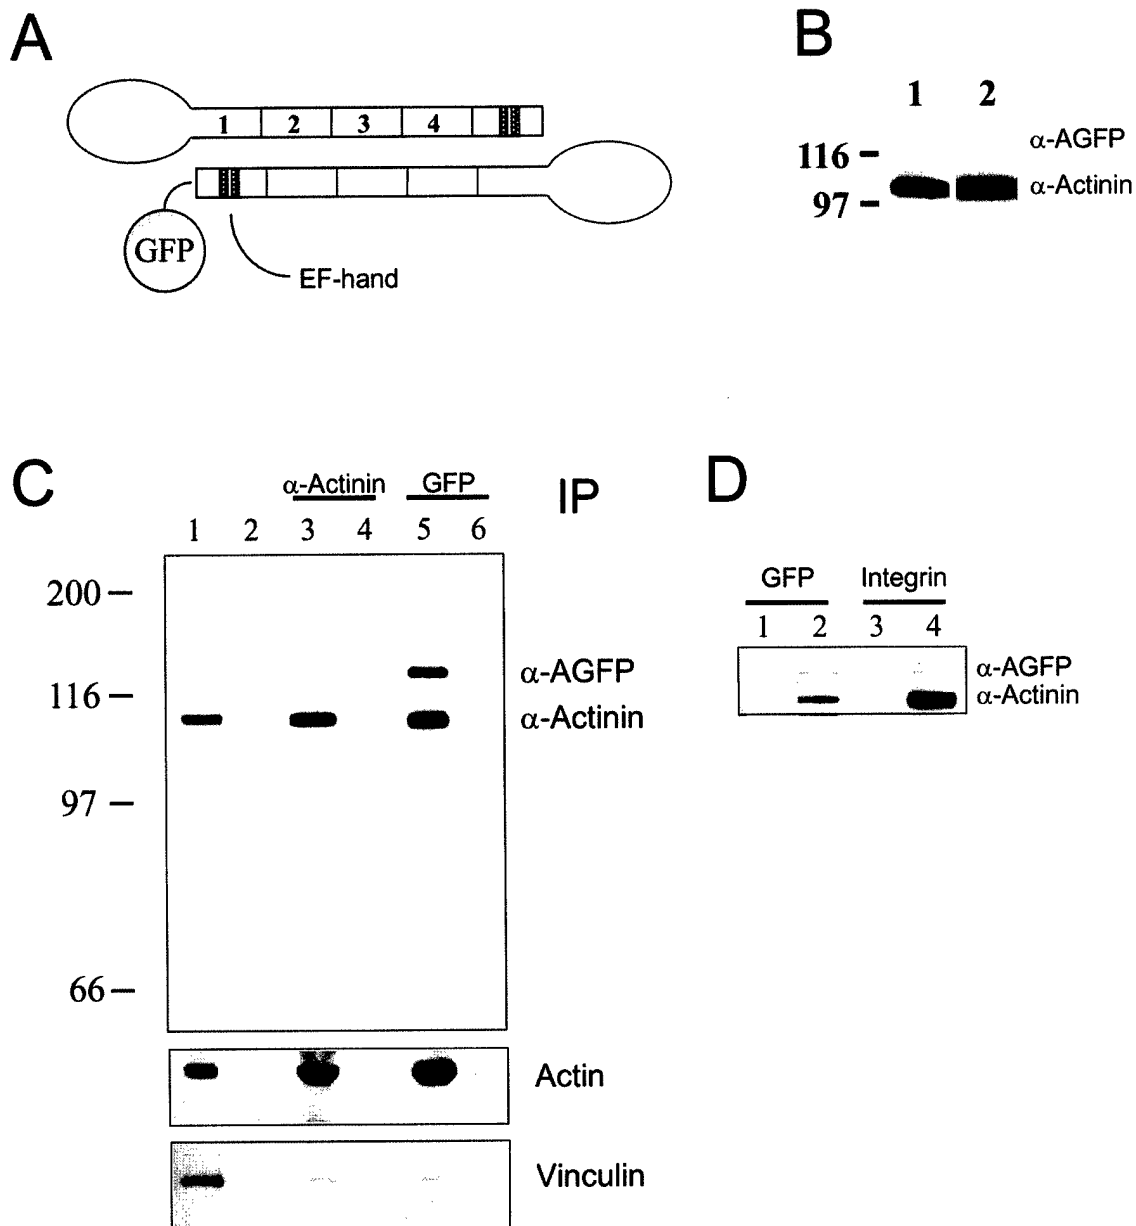 A
1 2 3 4
GFP
EF-hand
B
1 2
116
97
α-AGFP
α-Actinin
C
α-Actinin GFP IP
1 2 3 4 5 6
200
116
97
66
α-AGFP
α-Actinin
Actin
Vinculin
D
GFP Integrin
1 2 3 4
α-AGFP
α-Actinin